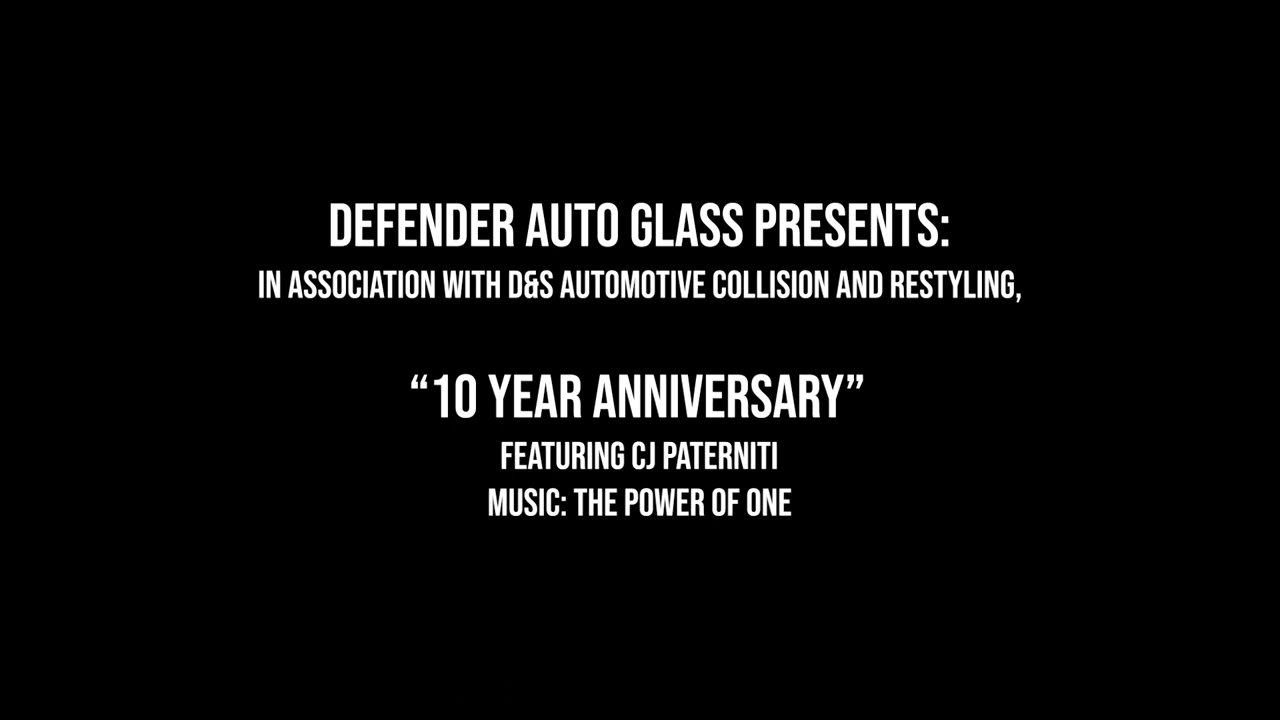 DEFENDER AUTO GLASS PRESENTS:
IN ASSOCIATION WITH D&S AUTOMOTIVE COLLISION AND RESTYLING,
“10 YEAR ANNIVERSARY”
FEATURING CJ PATERNITI
MUSIC: THE POWER OF ONE